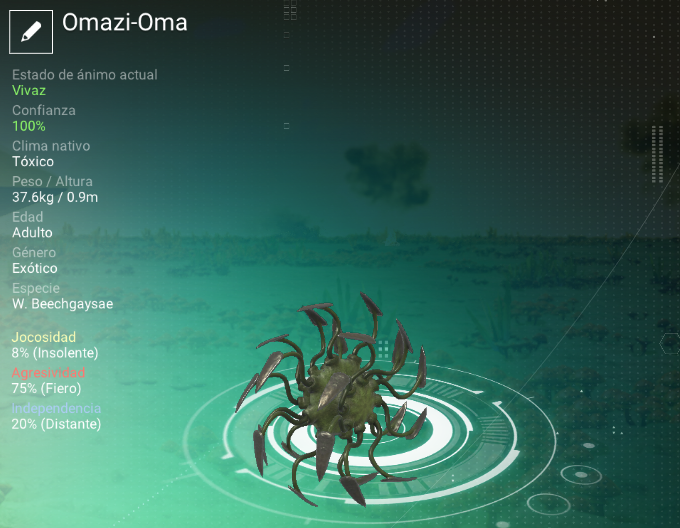 Omazi-Oma
Estado de ánimo actual
Vivaz
Confianza
100%
Clima nativo
Tóxico
Peso / Altura
37.6kg / 0.9m
Edad
Adulto
Género
Exótico
Especie
W. Beechgaysae
Jocosidad
8% (Insolente)
Agresividad
75% (Fiero)
Independencia
20% (Distante)